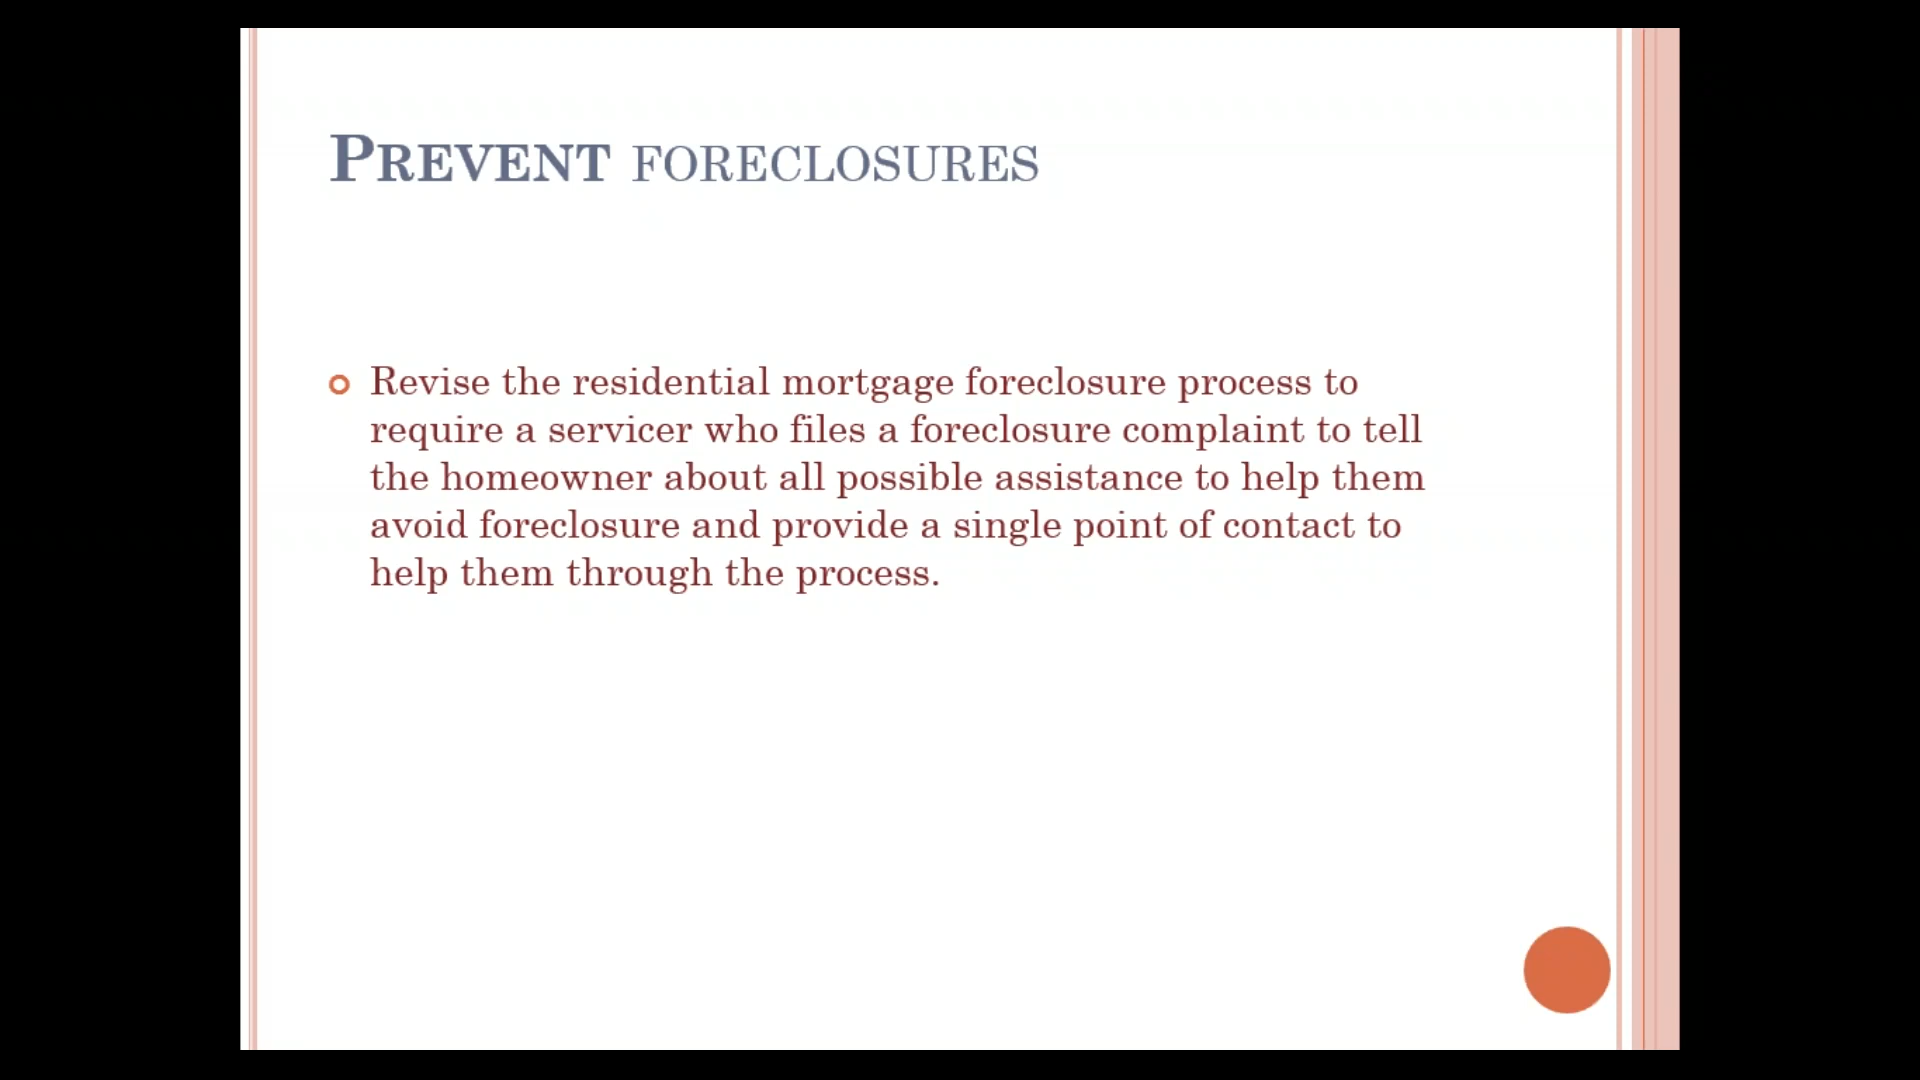 PREVENT FORECLOSURES
Revise the residential mortgage foreclosure process to
require a servicer who files a foreclosure complaint to tell
the homeowner about all possible assistance to help them
avoid foreclosure and provide a single point of contact to
help them through the process.